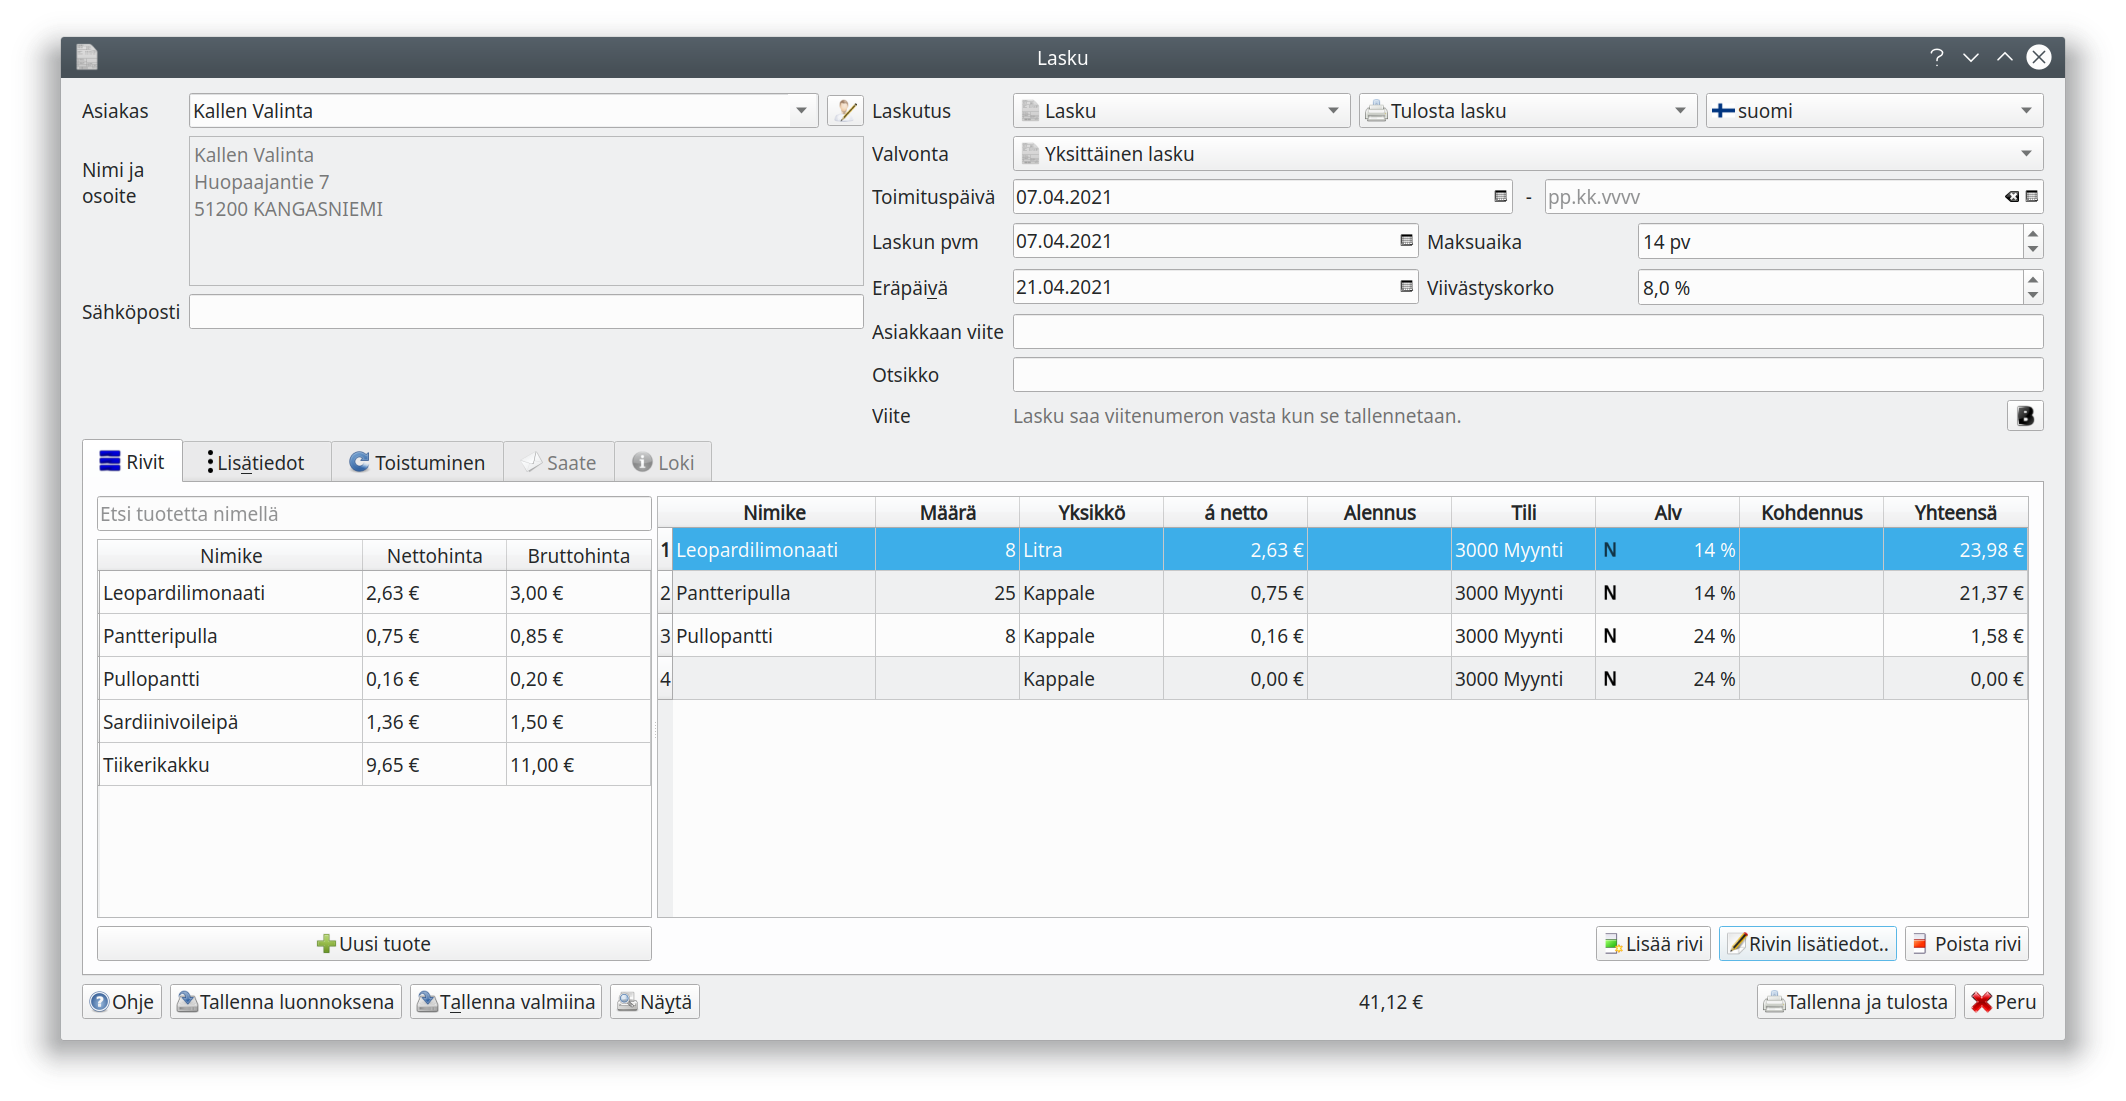 Lasku
Asiakas
Kallen Valinta
Nimi ja
osoite
Kallen Valinta
Huopaajantie 7
51200 KANGASNIEMI
Sähköposti
Laskutus
Lasku
Tulosta lasku
suomi
Valvonta
Yksittäinen lasku
Toimituspäivä
07.04.2021
-
pp.kk.vvvv
Laskun pvm
07.04.2021
Maksuaika
14 pv
Eräpäivä
21.04.2021
Viivästyskorko
8,0 %
Asiakkaan viite
Otsikko
Viite
Lasku saa viitenumeron vasta kun se tallennetaan.
B
Rivit
Lisätiedot
Toistuminen
Saate
Loki
Etsi tuotetta nimellä
Nimike Nettohinta Bruttohinta
Leopardilimonaati 2,63 € 3,00 €
Pantteripulla 0,75 € 0,85 €
Pullopantti 0,16 € 0,20 €
Sardiinivoileipä 1,36 € 1,50 €
Tiikerikakku 9,65 € 11,00 €
Uusi tuote
Nimike Määrä Yksikkö á netto Alennus Tili Alv Kohdennus Yhteensä
1 Leopardilimonaati 8 Litra 2,63 € 3000 Myynti N 14 % 23,98 €
2 Pantteripulla 25 Kappale 0,75 € 3000 Myynti N 14 % 21,37 €
3 Pullopantti 8 Kappale 0,16 € 3000 Myynti N 24 % 1,58 €
4 Kappale 0,00 € 3000 Myynti N 24 % 0,00 €
Lisää rivi
Rivin lisätiedot..
Poista rivi
Ohje
Tallenna luonnoksena
Tallenna valmiina
Näytä
41,12 €
Tallenna ja tulosta
Peru